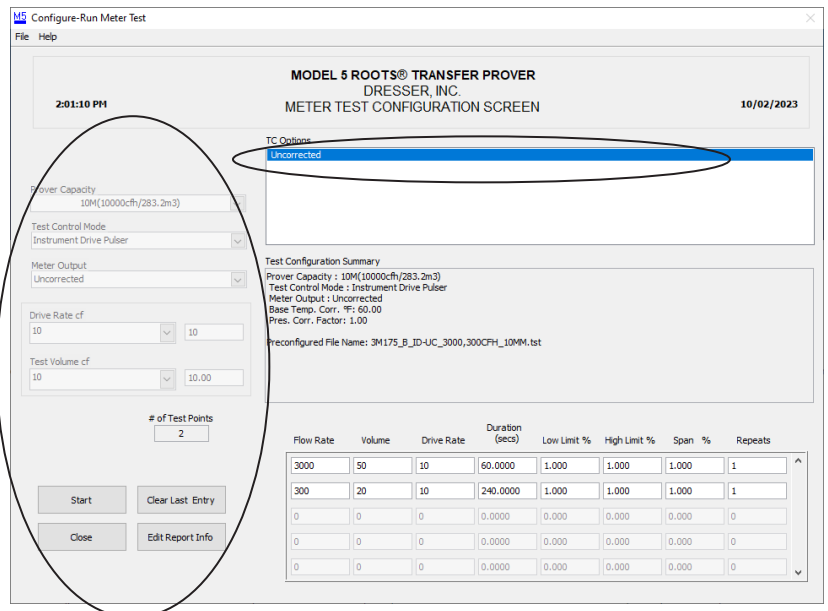 M5 Configure-Run Meter Test
File Help
MODEL 5 ROOTS® TRANSFER PROVER
DRESSER, INC.
2:01:10 PM METER TEST CONFIGURATION SCREEN 10/02/2023
TC Options
Uncorrected
Prover Capacity
10M(10000cfh/283.2m3)
Test Control Mode
Instrument Drive Pulser
Meter Output
Uncorrected
Drive Rate cf
10 10
Test Volume cf
10 10.00
# of Test Points
2
Start Clear Last Entry
Close Edit Report Info
Test Configuration Summary
Prover Capacity : 10M(10000cfh/283.2m3)
Test Control Mode : Instrument Drive Pulser
Meter Output : Uncorrected
Base Temp. Corr. °F: 60.00
Pres. Corr. Factor: 1.00
Preconfigured File Name: 3M175_B_ID-UC_3000,300CFH_10MM.tst
Flow Rate Volume Drive Rate Duration (secs) Low Limit % High Limit % Span % Repeats
3000 50 10 60.0000 1.000 1.000 1.000 1
300 20 10 240.0000 1.000 1.000 1.000 1
0 0 0 0.0000 0.000 0.000 0.000 0
0 0 0 0.0000 0.000 0.000 0.000 0
0 0 0 0.0000 0.000 0.000 0.000 0